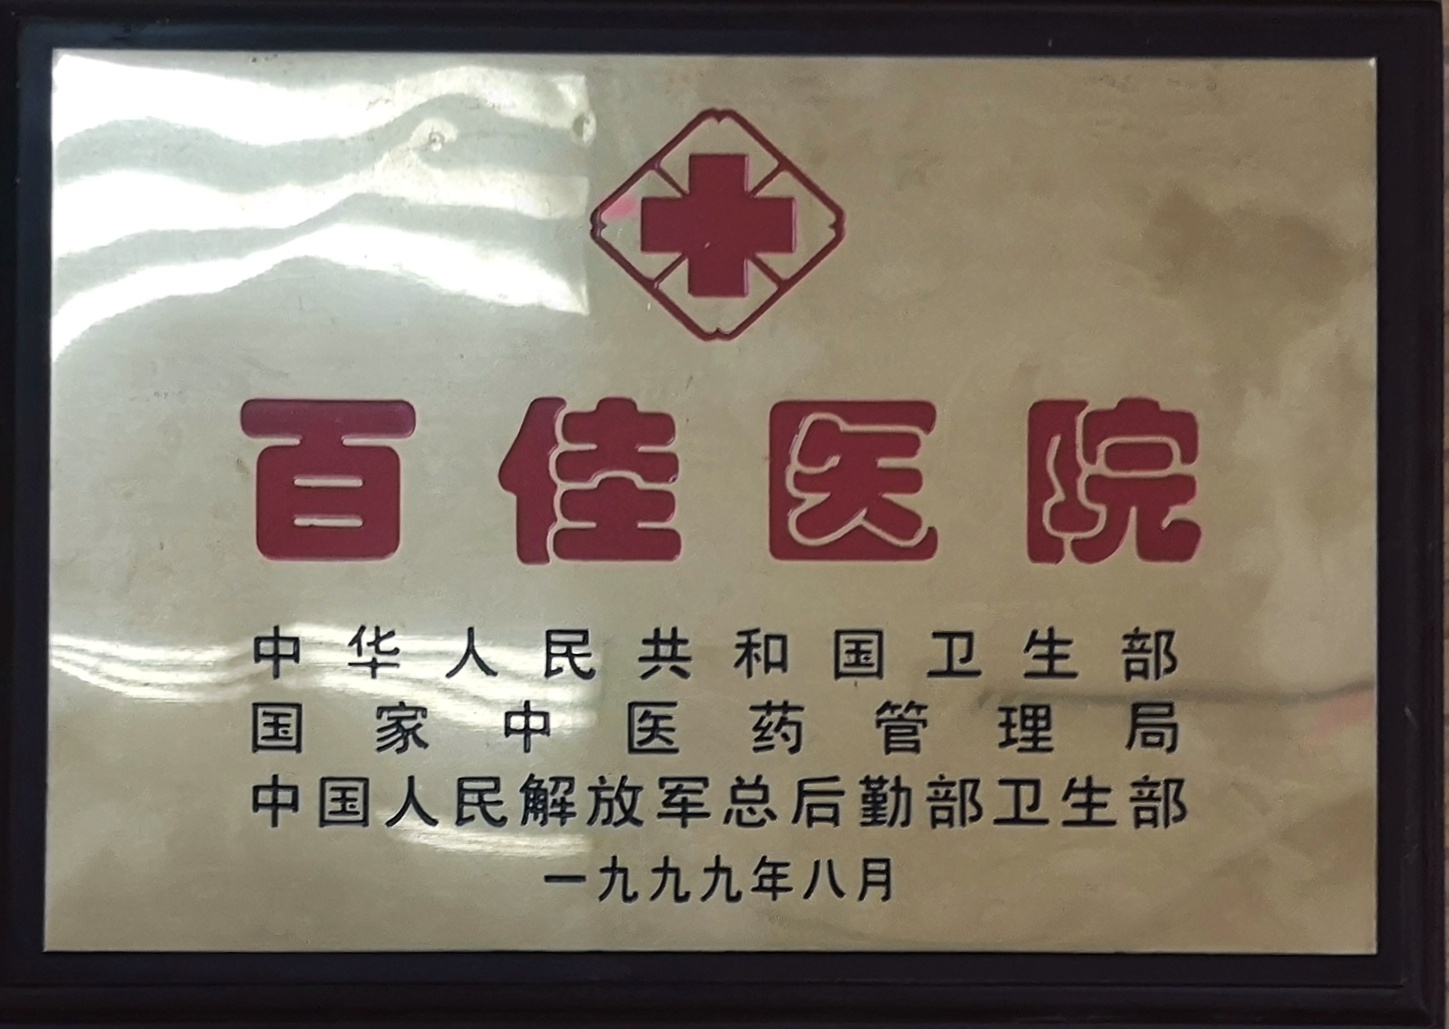 百佳医院
中华人民共和国卫生部
国家中医药管理局
中国人民解放军总后勤部卫生部
一九九九年八月